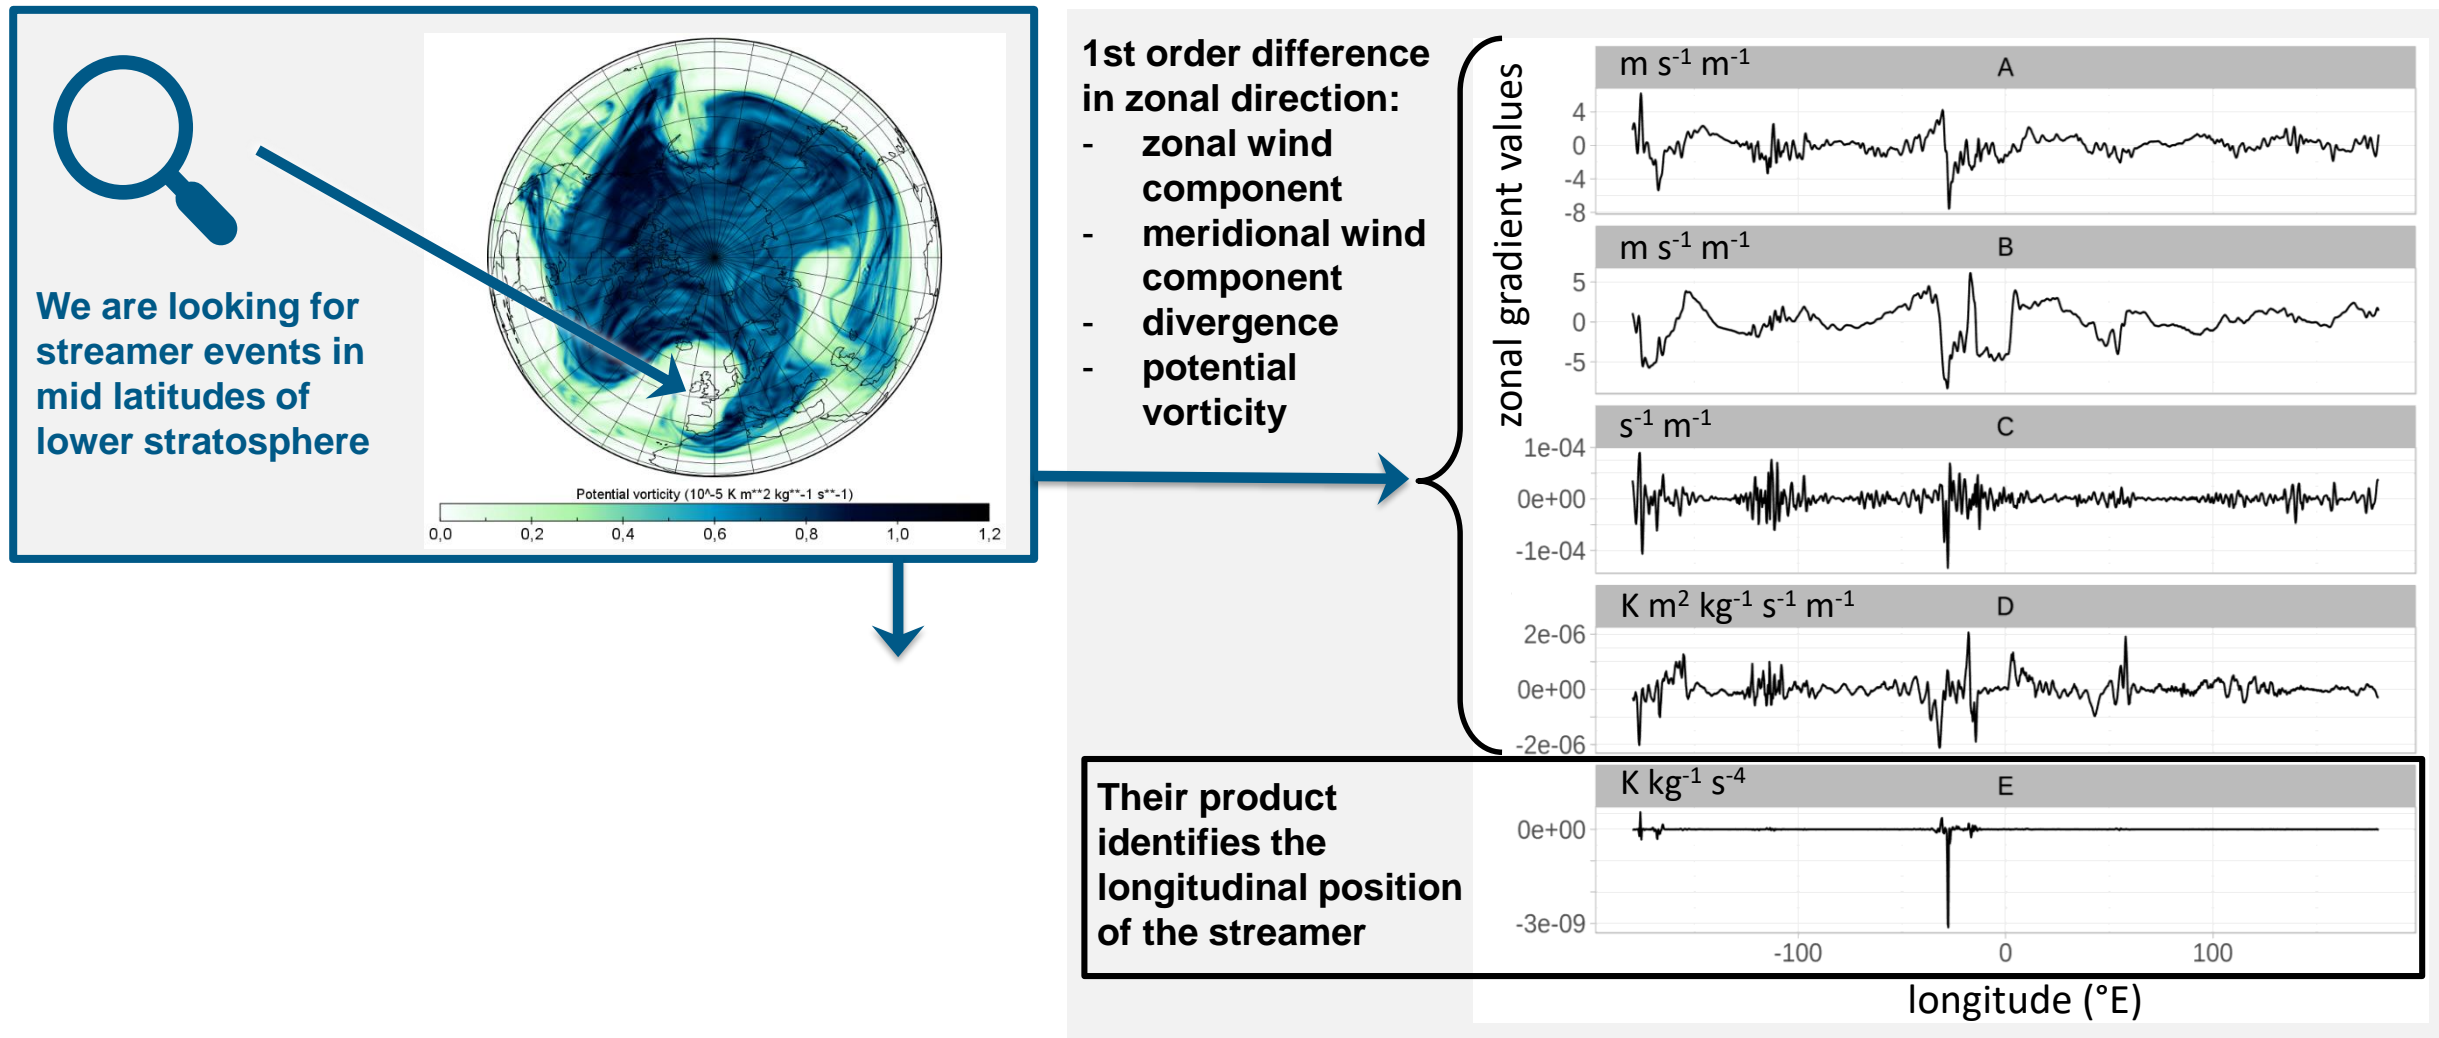 We are looking for
streamer events in
mid latitudes of
lower stratosphere
Potential vorticity (10^-5 K m**2 kg**-1 s**-1)
0,0 0,2 0,4 0,6 0,8 1,0 1,2
1st order difference
in zonal direction:
- zonal wind
component
- meridional wind
component
- divergence
- potential
vorticity
zonal gradient values
m s⁻¹ m⁻¹ A
4
0
-4
-8
m s⁻¹ m⁻¹ B
5
0
-5
s⁻¹ m⁻¹ C
1e-04
0e+00
-1e-04
K m² kg⁻¹ s⁻¹ m⁻¹ D
2e-06
0e+00
-2e-06
Their product
identifies the
longitudinal position
of the streamer
K kg⁻¹ s⁻⁴ E
0e+00
-3e-09
-100 0 100
longitude (°E)